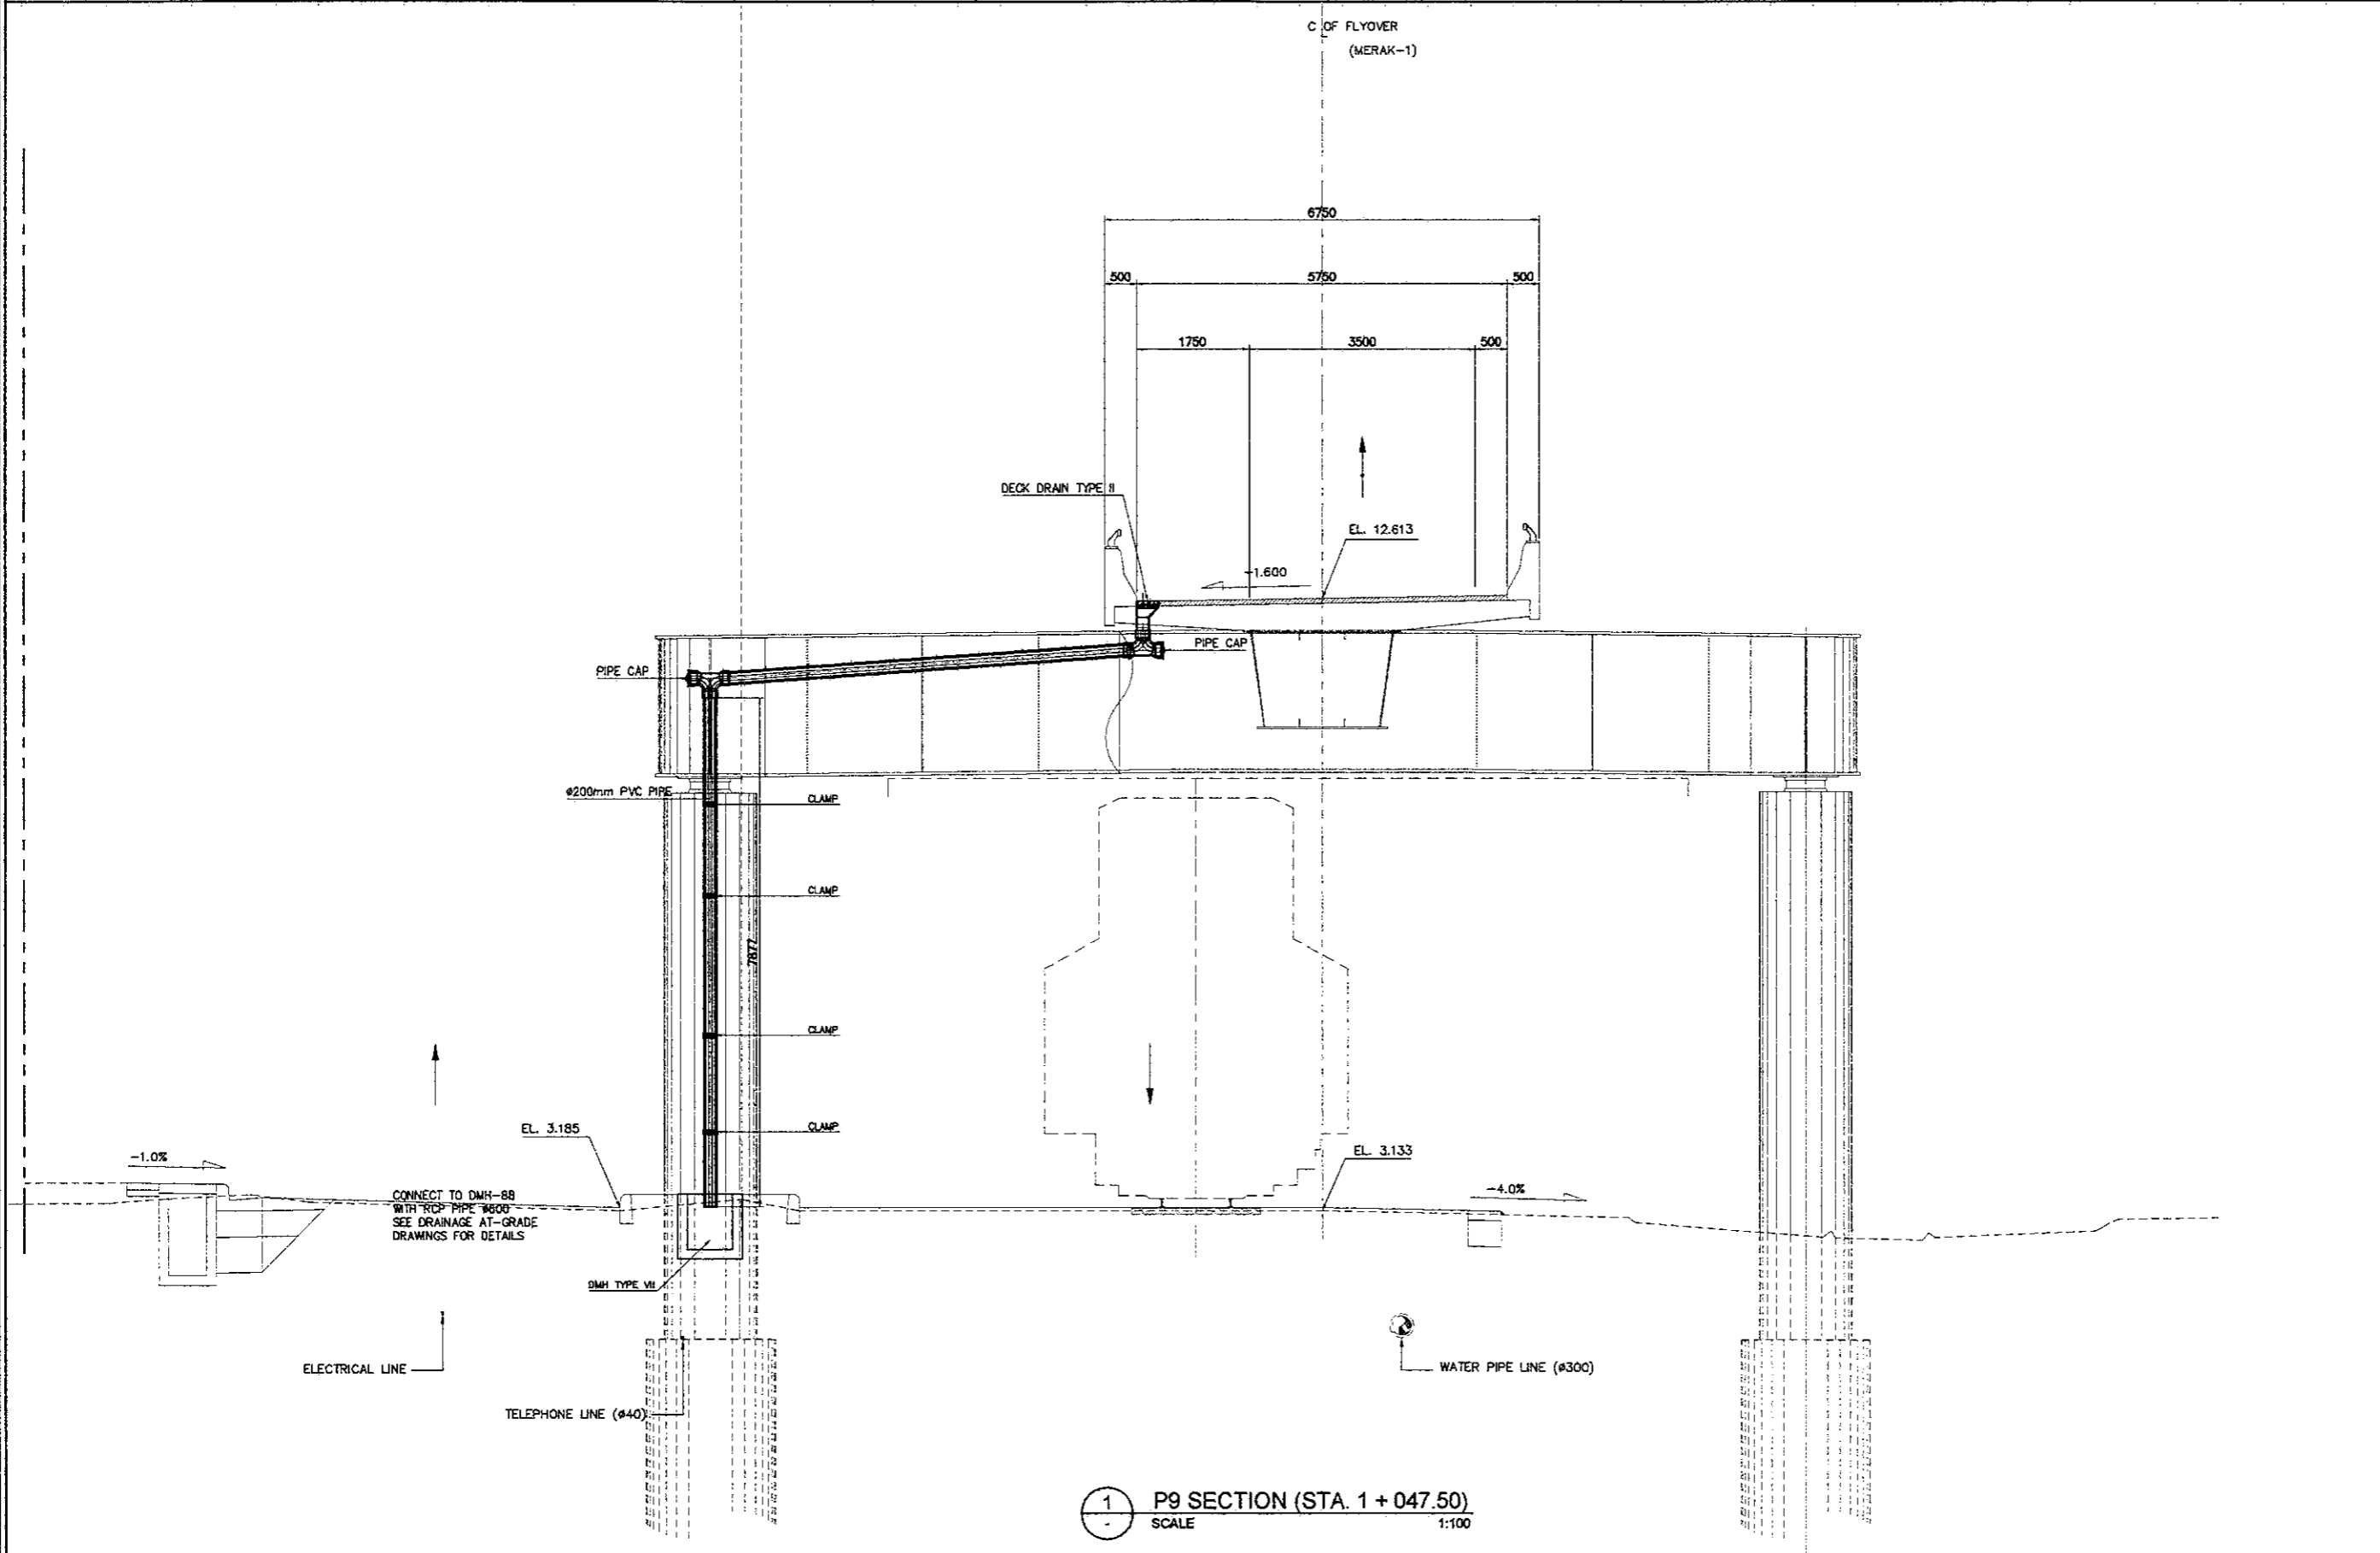 C OF FLYOVER
(MERAK-1)
6750
500
5750
500
1750
3500
500
DECK DRAIN TYPE II
EL. 12.613
-1.600
PIPE CAP
PIPE CAP
ø200mm PVC PIPE
CLAMP
CLAMP
7877
CLAMP
CLAMP
EL. 3.185
EL. 3.133
-1.0%
-4.0%
CONNECT TO DMH-88
WITH RCP PIPE ø600
SEE DRAINAGE AT-GRADE
DRAWINGS FOR DETAILS
DMH TYPE VII
ELECTRICAL LINE
WATER PIPE LINE (ø300)
TELEPHONE LINE (ø40)
1
-
P9 SECTION (STA. 1 + 047.50)
SCALE 1:100